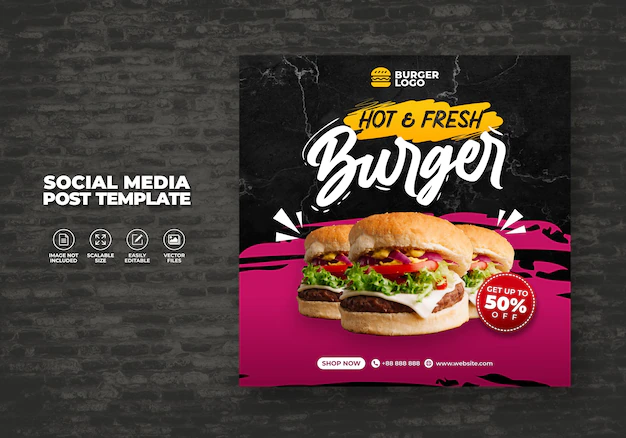 SOCIAL MEDIA
POST TEMPLATE
IMAGE NOT
INCLUDED
SCALABLE
SIZE
EASILY
EDITABLE
VECTOR
FILES
BURGER
LOGO
HOT & FRESH
Burger
GET UP TO
50%
OFF
SHOP NOW
+88 888 888
www.website.com